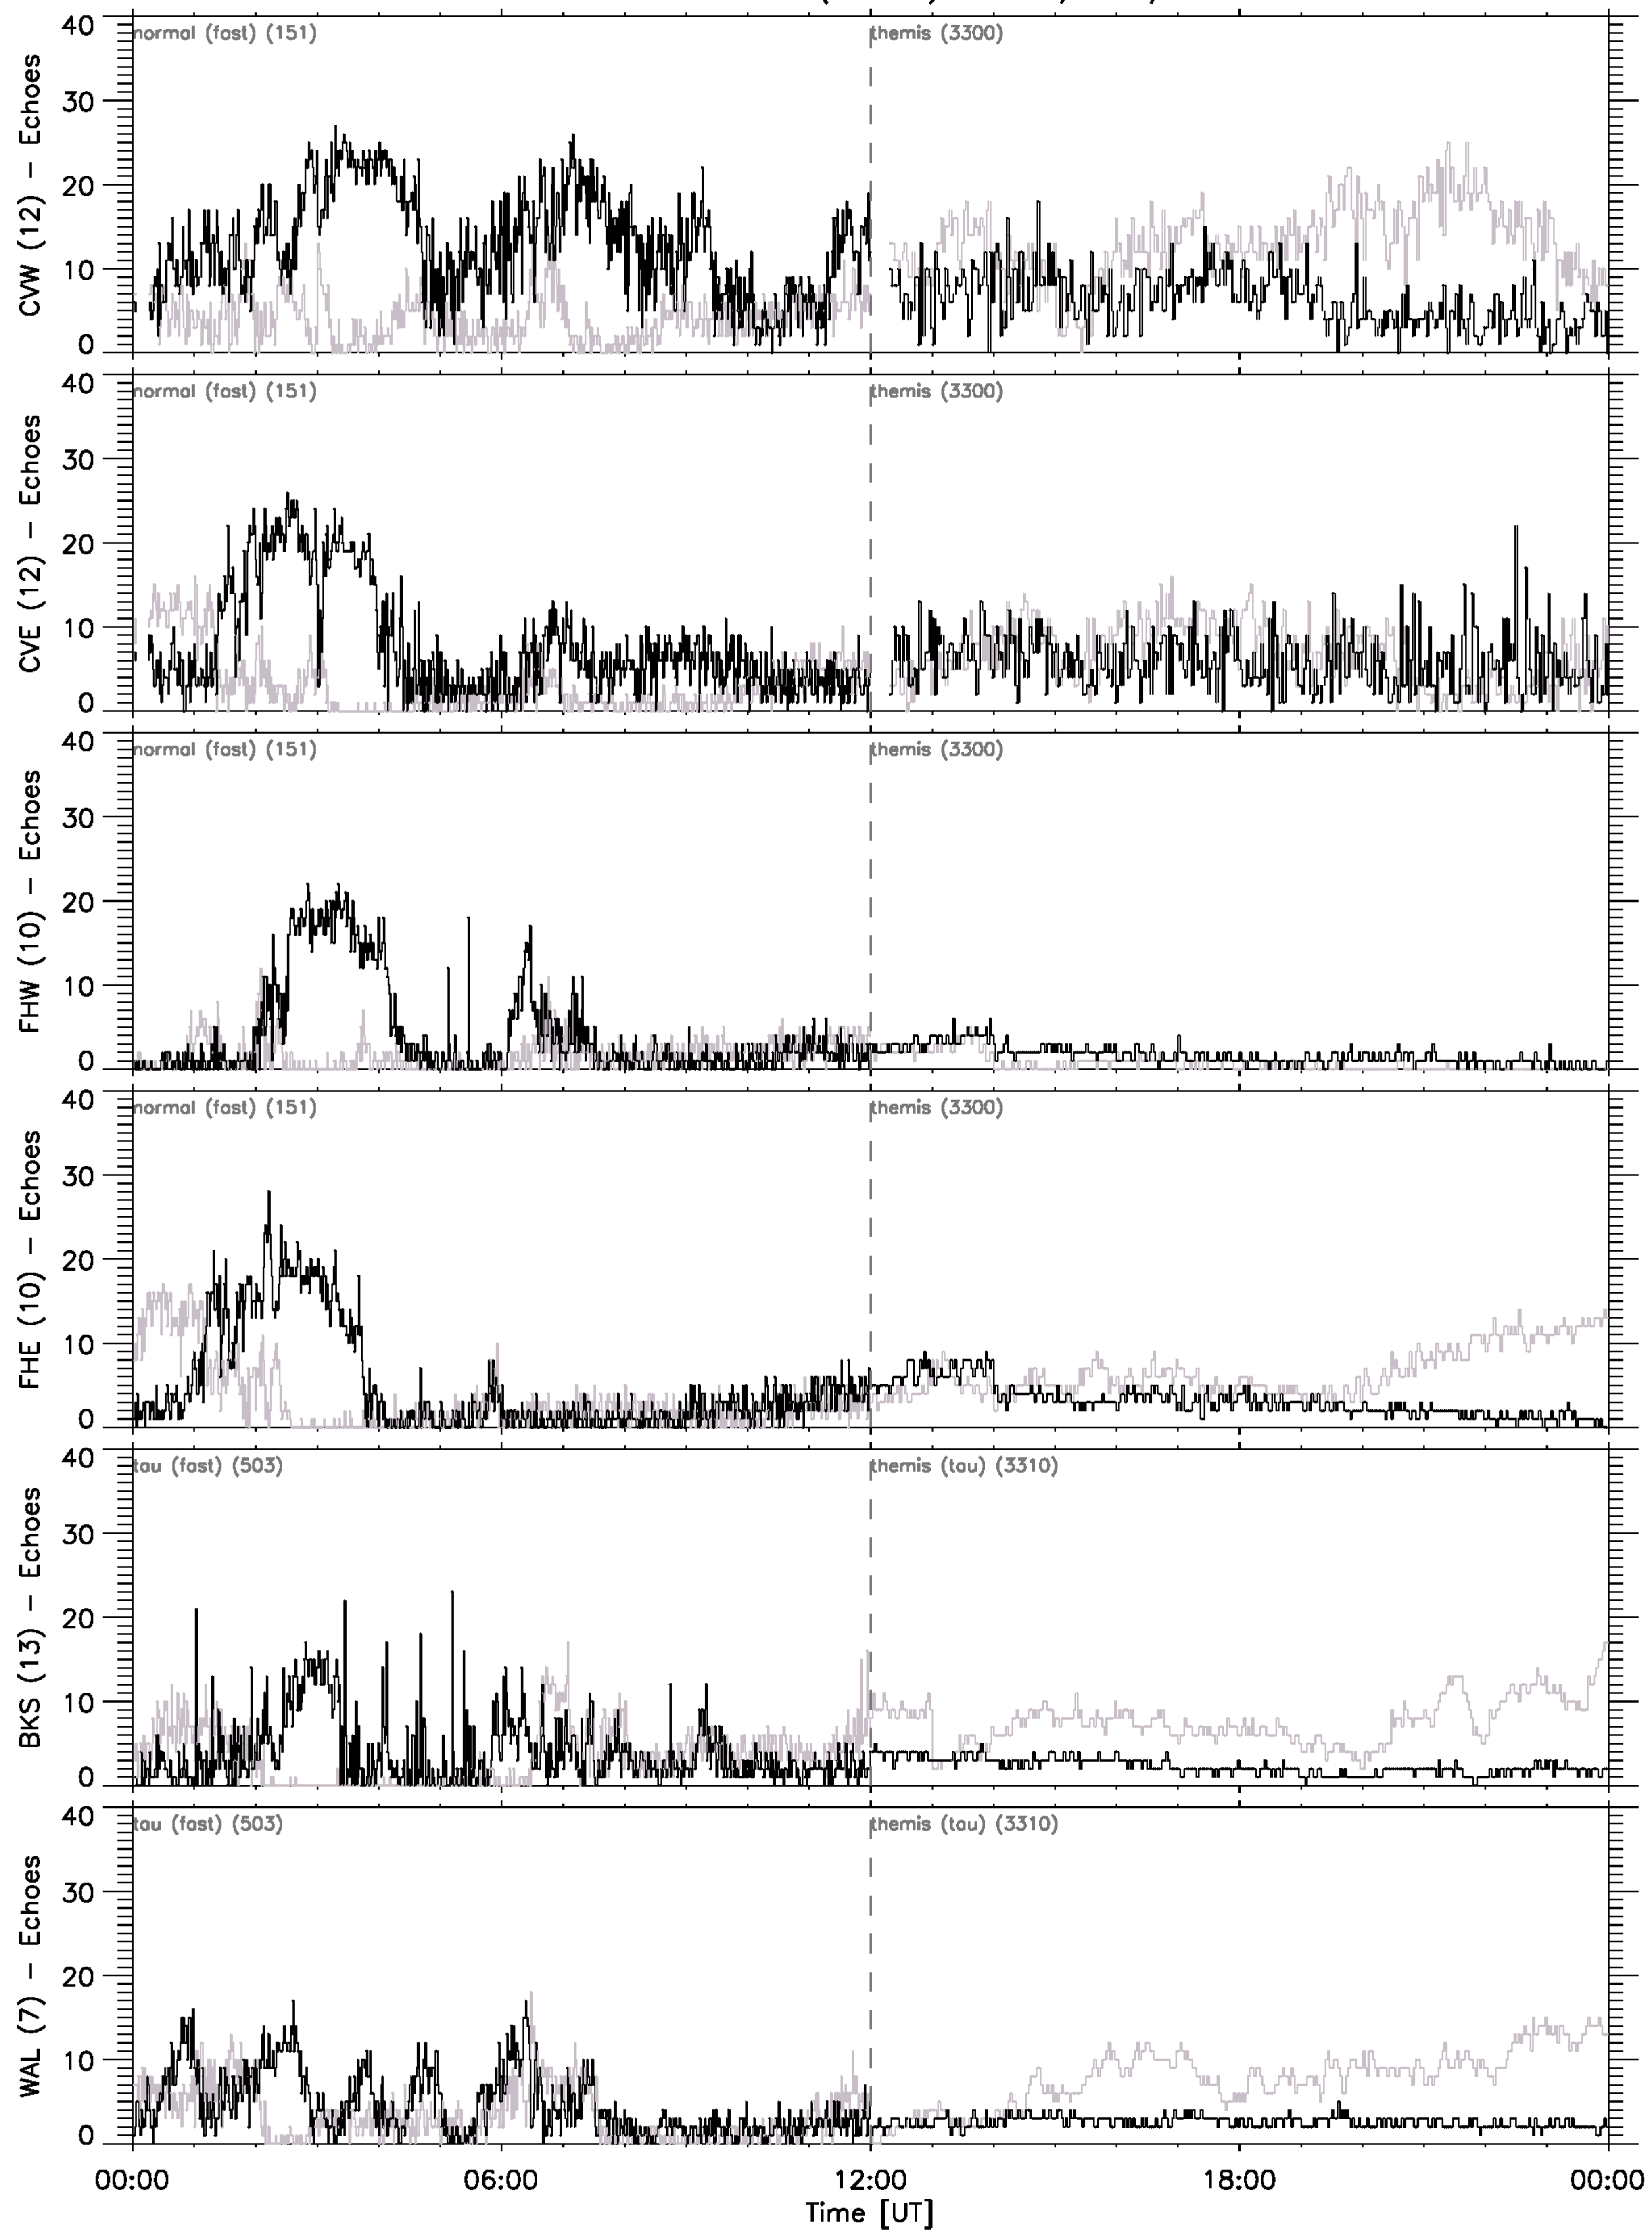 normal (fast) (151) themis (3300)
CVW (12) – Echoes
40
30
20
10
0
normal (fast) (151) themis (3300)
CVE (12) – Echoes
40
30
20
10
0
normal (fast) (151) themis (3300)
FHW (10) – Echoes
40
30
20
10
0
normal (fast) (151) themis (3300)
FHE (10) – Echoes
40
30
20
10
0
tau (fast) (503) themis (tau) (3310)
BKS (13) – Echoes
40
30
20
10
0
tau (fast) (503) themis (tau) (3310)
WAL (7) – Echoes
40
30
20
10
0
00:00 06:00 12:00 18:00 00:00
Time [UT]